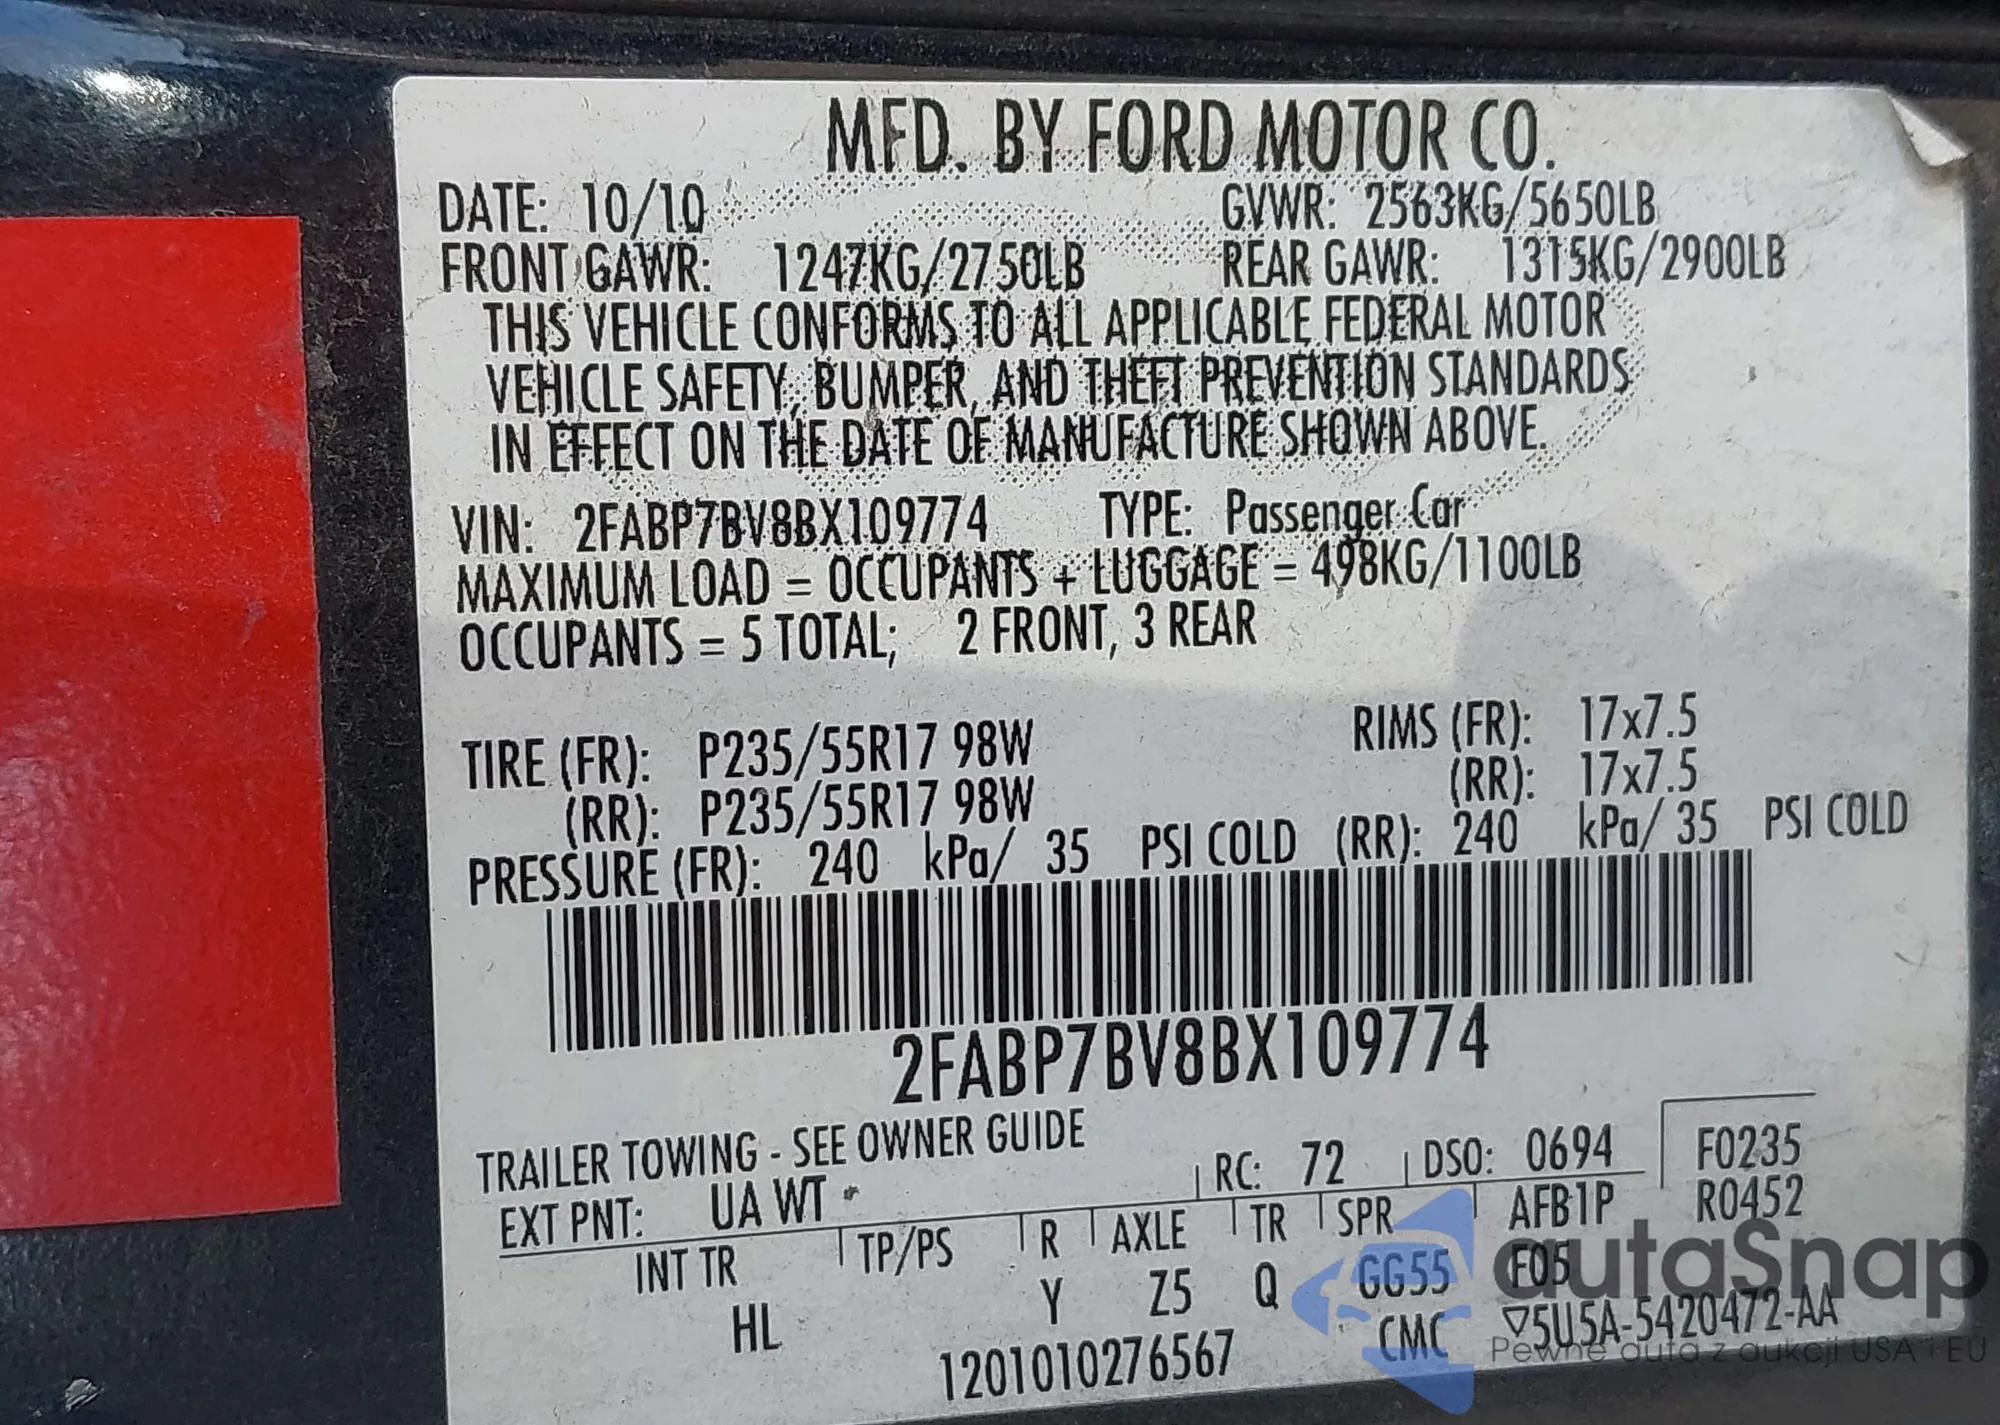 MFD. BY FORD MOTOR CO.
DATE: 10/10 GVWR: 2563KG/5650LB
FRONT GAWR: 1247KG/2750LB REAR GAWR: 1315KG/2900LB
THIS VEHICLE CONFORMS TO ALL APPLICABLE FEDERAL MOTOR
VEHICLE SAFETY, BUMPER, AND THEFT PREVENTION STANDARDS
IN EFFECT ON THE DATE OF MANUFACTURE SHOWN ABOVE.
VIN: 2FABP7BV8BX109774 TYPE: Passenger Car
MAXIMUM LOAD = OCCUPANTS + LUGGAGE = 498KG/1100LB
OCCUPANTS = 5 TOTAL; 2 FRONT, 3 REAR
TIRE (FR): P235/55R17 98W RIMS (FR): 17x7.5
(RR): P235/55R17 98W (RR): 17x7.5
PRESSURE (FR): 240 kPa/ 35 PSI COLD (RR): 240 kPa/ 35 PSI COLD
2FABP7BV8BX109774
TRAILER TOWING - SEE OWNER GUIDE RC: 72 DSO: 0694 F0235
EXT PNT: UA WT AFB1P R0452
INT TR TP/PS R AXLE TR SPR F05
HL Y Z5 Q GG55
1201010276567 CMC ▽5U5A-5420472-AA
autaSnap
Pewne auta z aukcji USA i EU